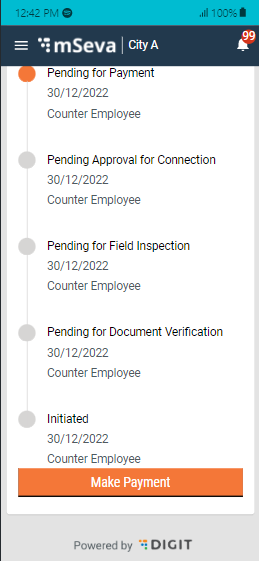 12:42 PM 100%
mSeva City A 99
Pending for Payment
30/12/2022
Counter Employee
Pending Approval for Connection
30/12/2022
Counter Employee
Pending for Field Inspection
30/12/2022
Counter Employee
Pending for Document Verification
30/12/2022
Counter Employee
Initiated
30/12/2022
Counter Employee
Make Payment
Powered by DIGIT